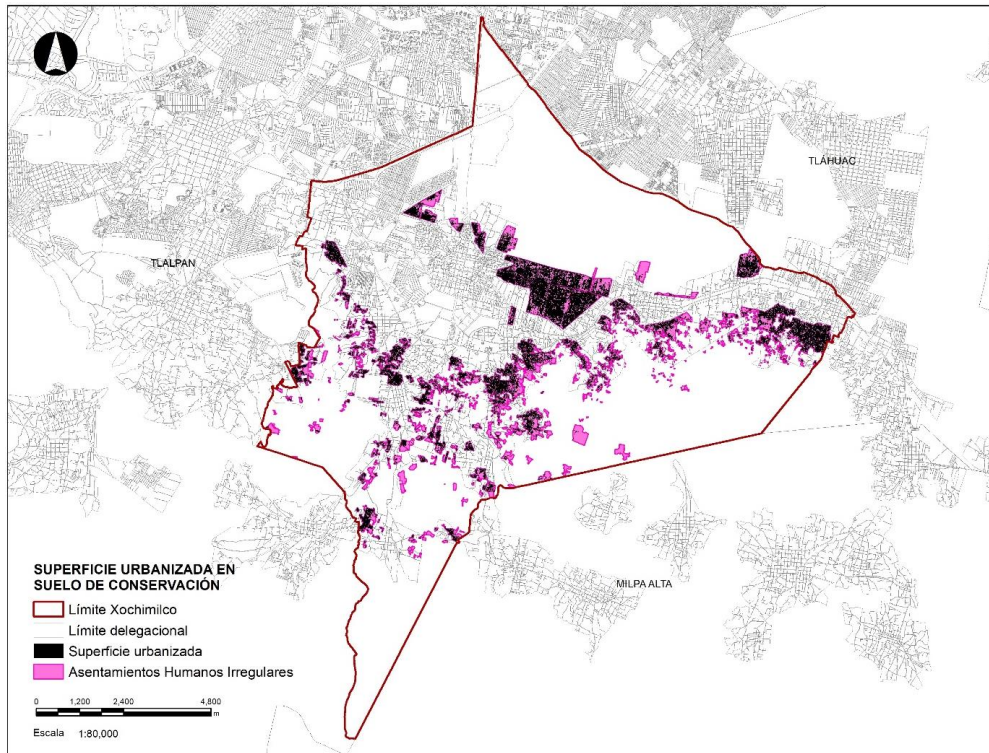 TLÁHUAC
TLALPAN
MILPA ALTA
SUPERFICIE URBANIZADA EN
SUELO DE CONSERVACIÓN
Límite Xochimilco
Límite delegacional
Superficie urbanizada
Asentamientos Humanos Irregulares
0 1,200 2,400 4,800
m
Escala 1:80,000